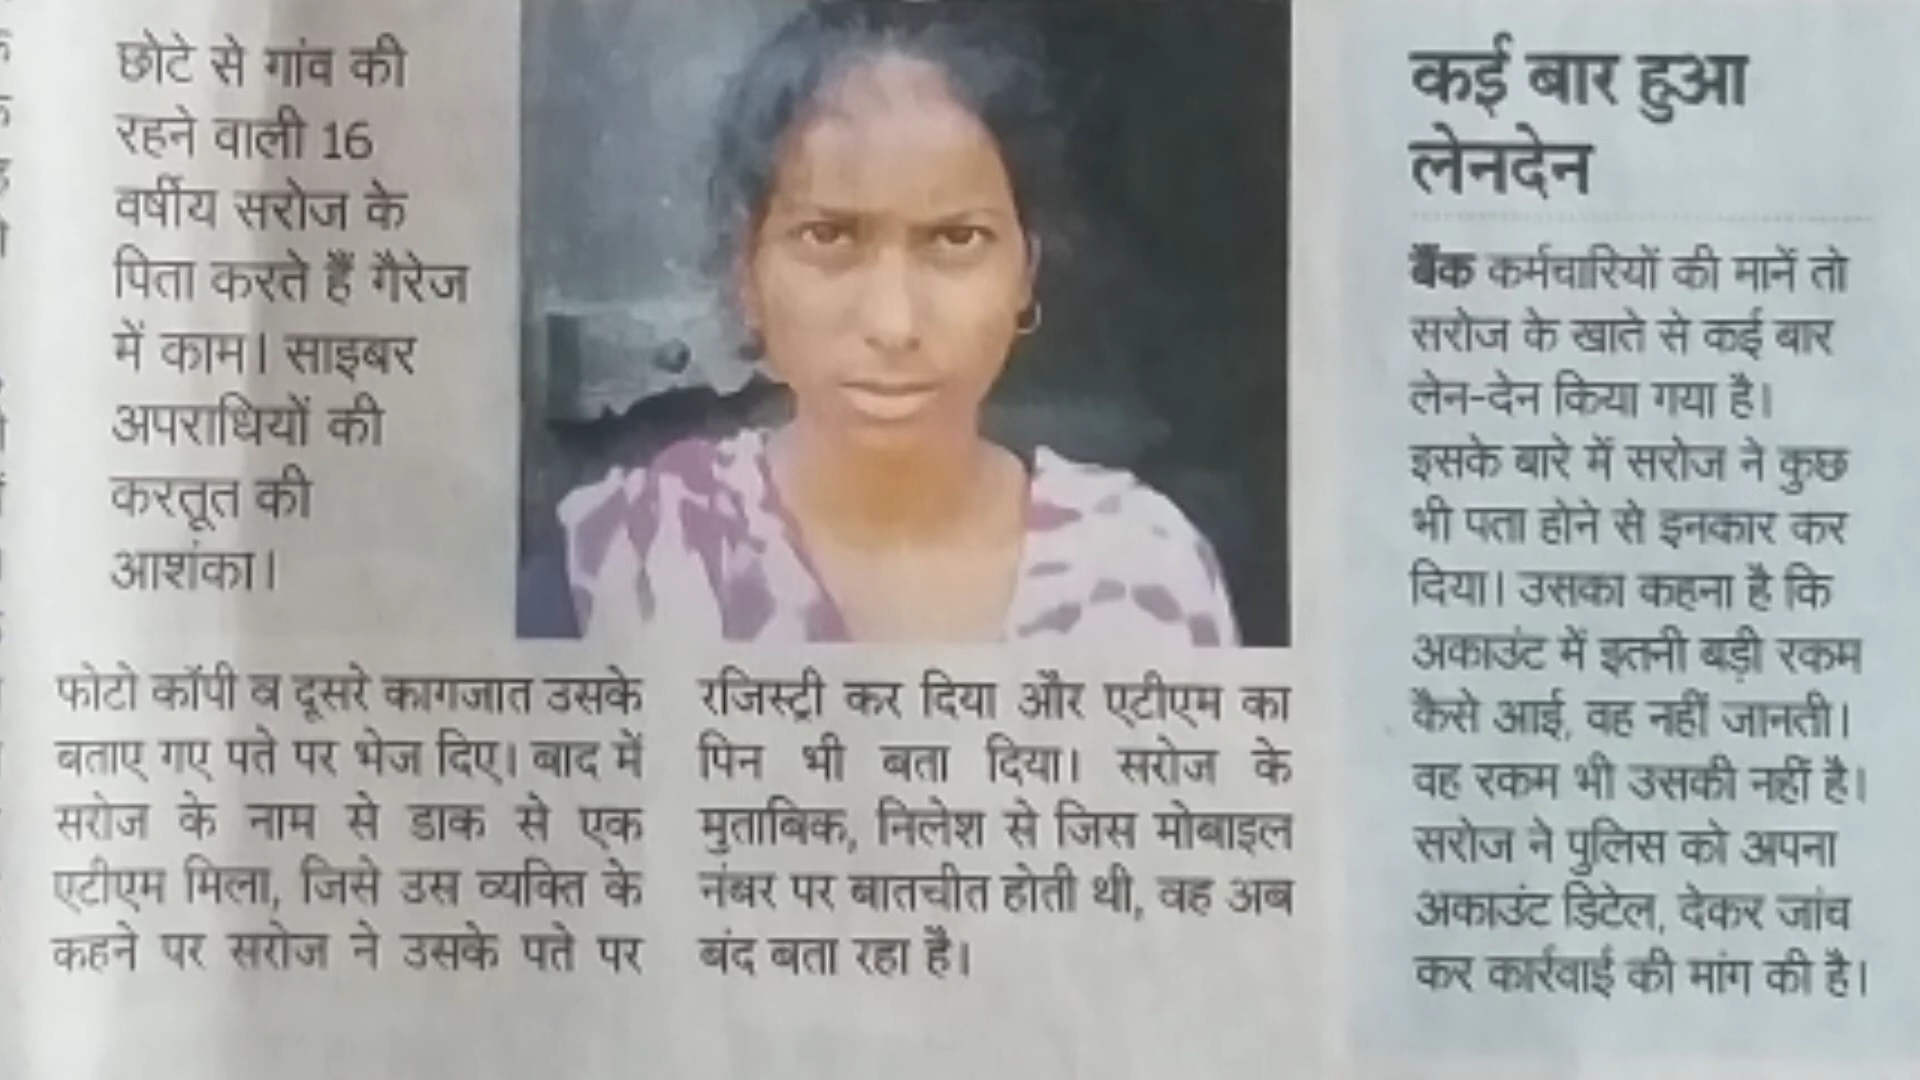 छोटे से गांव की
रहने वाली 16
वर्षीय सरोज के
पिता करते हैं गैरेज
में काम। साइबर
अपराधियों की
करतूत की
आशंका।
फोटो कॉपी व दूसरे कागजात उसके
बताए गए पते पर भेज दिए। बाद में
सरोज के नाम से डाक से एक
एटीएम मिला, जिसे उस व्यक्ति के
कहने पर सरोज ने उसके पते पर
रजिस्ट्री कर दिया और एटीएम का
पिन भी बता दिया। सरोज के
मुताबिक, निलेश से जिस मोबाइल
नंबर पर बातचीत होती थी, वह अब
बंद बता रहा है।
कई बार हुआ
लेनदेन
बैंक कर्मचारियों की मानें तो
सरोज के खाते से कई बार
लेन-देन किया गया है।
इसके बारे में सरोज ने कुछ
भी पता होने से इनकार कर
दिया। उसका कहना है कि
अकाउंट में इतनी बड़ी रकम
कैसे आई, वह नहीं जानती।
वह रकम भी उसकी नहीं है।
सरोज ने पुलिस को अपना
अकाउंट डिटेल, देकर जांच
कर कार्रवाई की मांग की है।